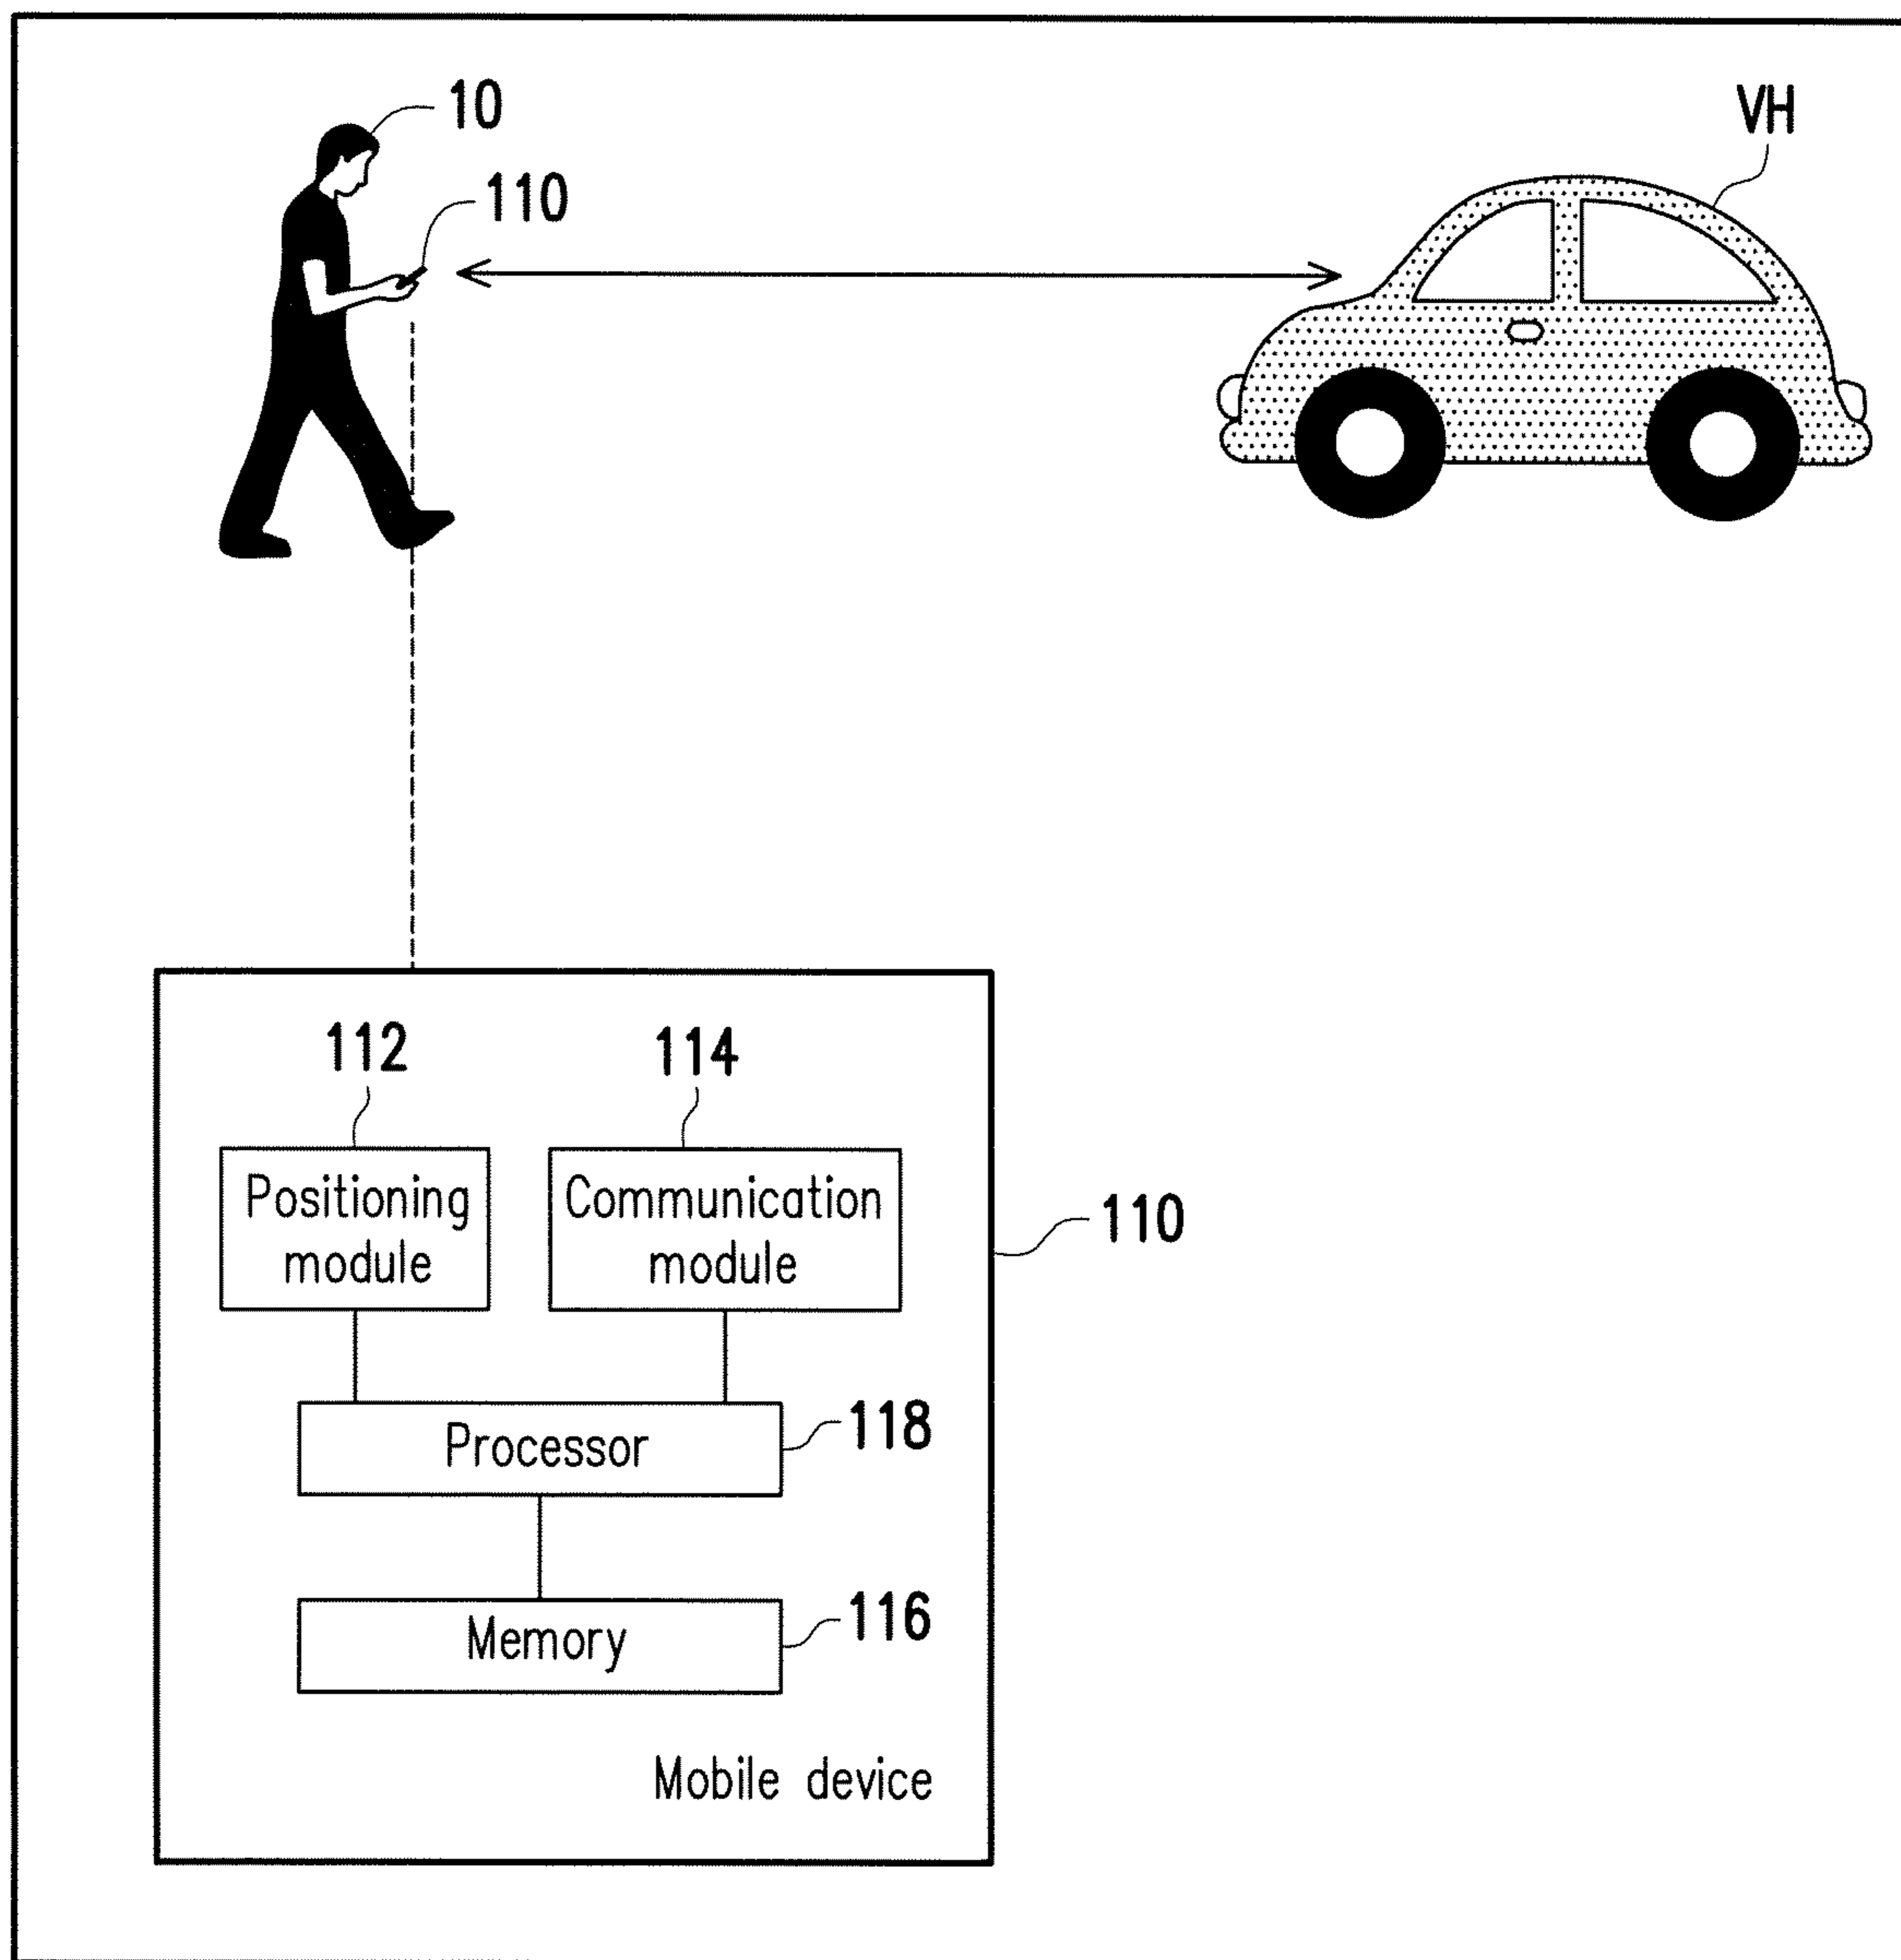 10
VH
110
112
114
Positioning
module
Communication
module
110
Processor
118
Memory
116
Mobile device